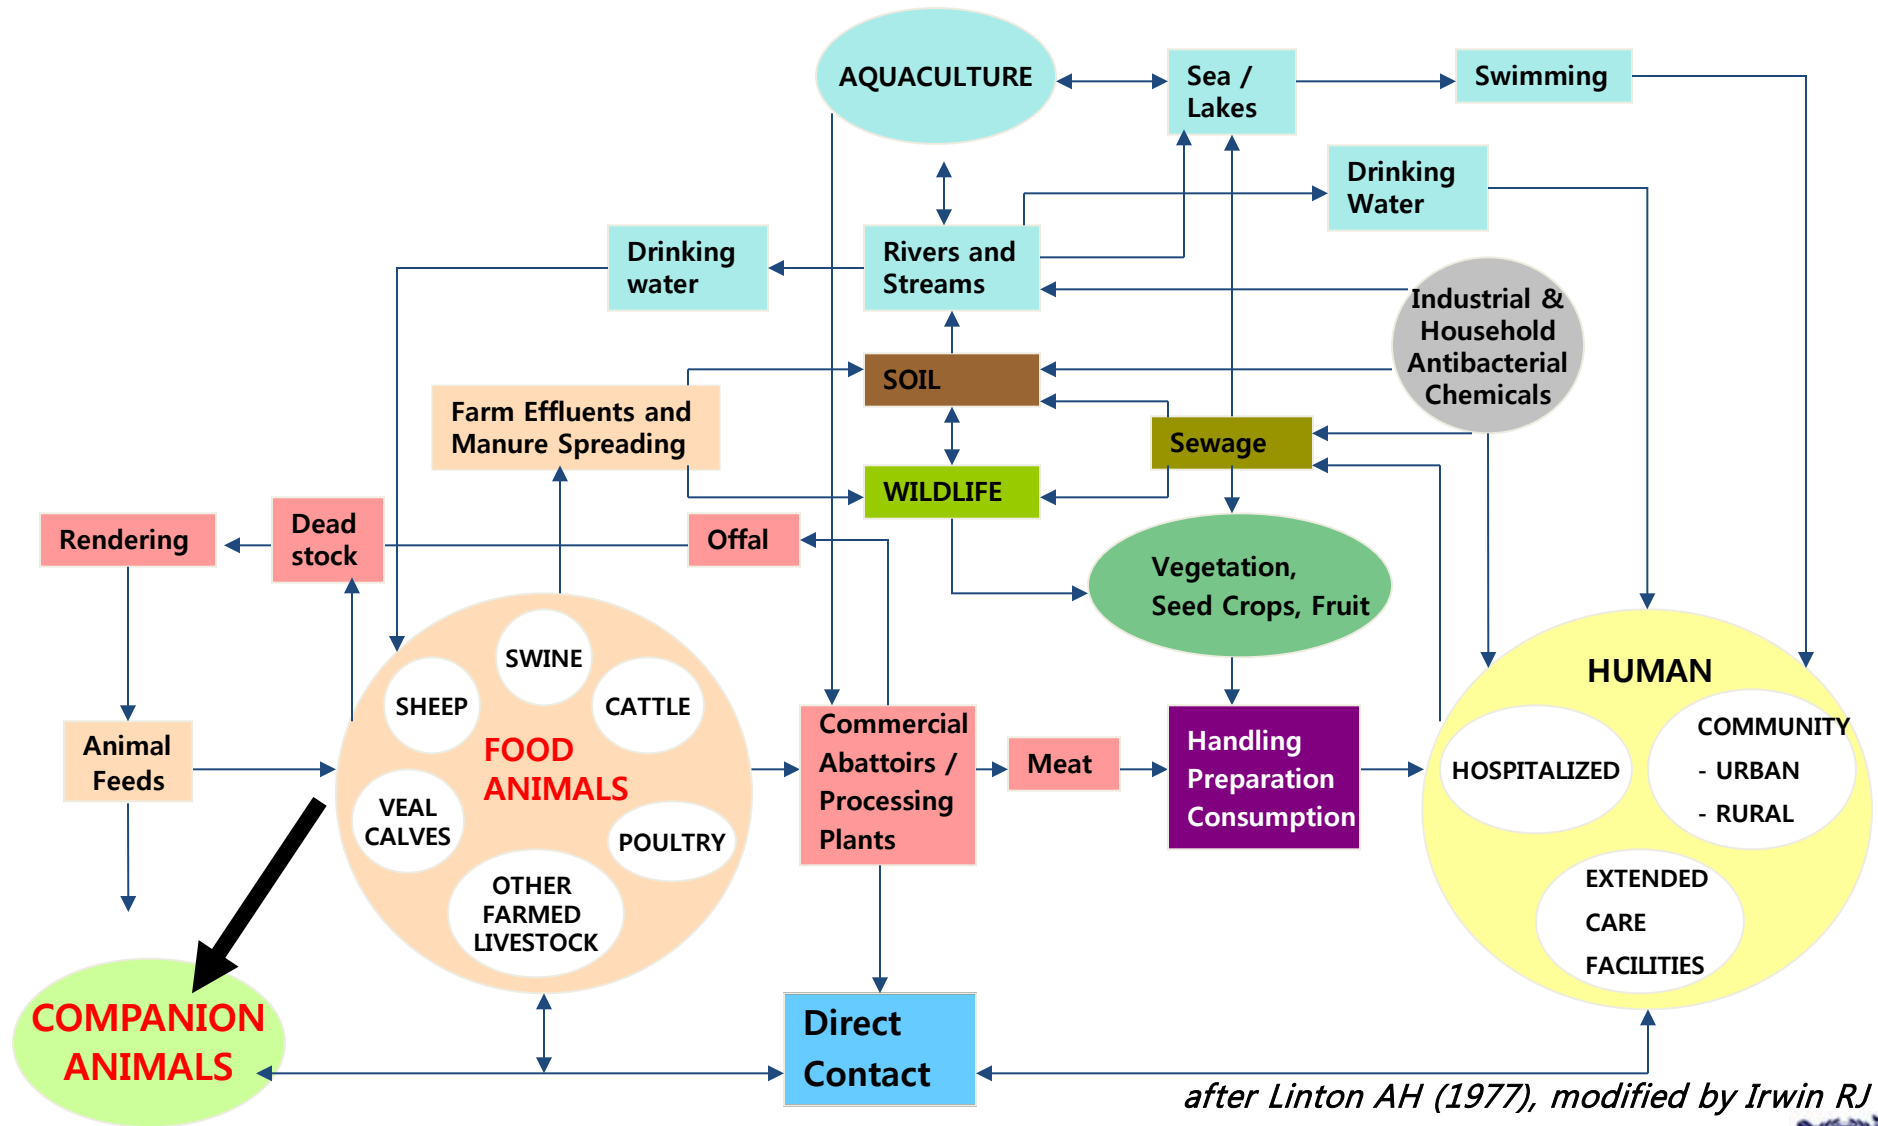 AQUACULTURE
Sea /
Lakes
Swimming
Drinking
Water
Drinking
water
Rivers and
Streams
Industrial &
Household
Antibacterial
Chemicals
SOIL
Farm Effluents and
Manure Spreading
Sewage
WILDLIFE
Rendering
Dead
stock
Offal
Vegetation,
Seed Crops, Fruit
Animal
Feeds
SWINE
SHEEP
CATTLE
FOOD
ANIMALS
VEAL
CALVES
POULTRY
OTHER
FARMED
LIVESTOCK
Commercial
Abattoirs /
Processing
Plants
Meat
Handling
Preparation
Consumption
HUMAN
HOSPITALIZED
COMMUNITY
- URBAN
- RURAL
EXTENDED
CARE
FACILITIES
COMPANION
ANIMALS
Direct
Contact
after Linton AH (1977), modified by Irwin RJ